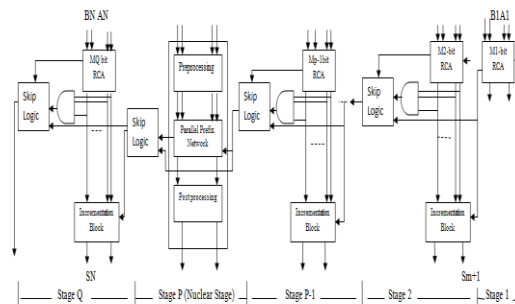 BN AN
B1A1
MQ bit
RCA
Skip
Logic
Incrementation
Block
SN
Preprocessing
Skip
Logic
Parallel Prefix
Network
Postprocessing
Mp-1bit
RCA
Skip
Logic
Incrementation
Block
M2-bit
RCA
Skip
Logic
Incrementation
Block
M1-bit
RCA
Sm+1
Stage Q
Stage P (Nuclear Stage)
Stage P-1
Stage 2
Stage 1